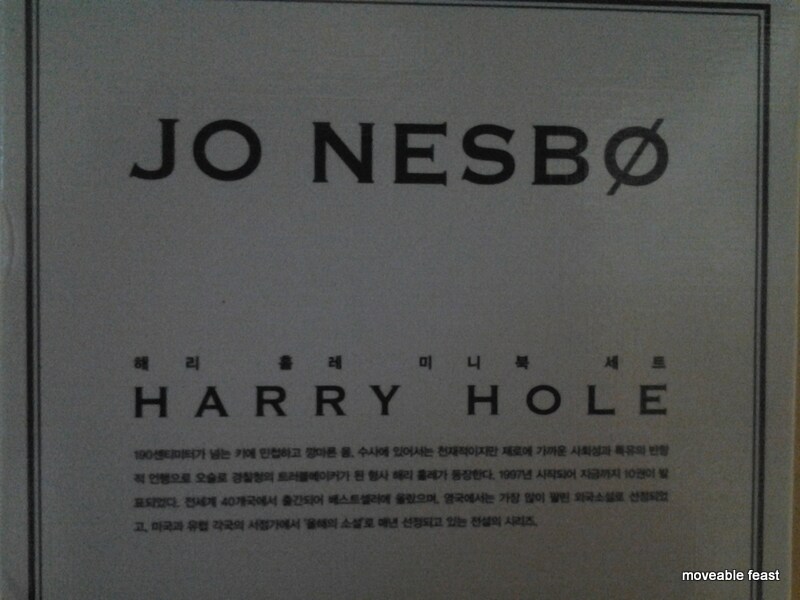 JO NESBØ
해리 홀레 미니북 세트
HARRY HOLE
190센티미터가 넘는 키에 민첩하고 깡마른 몸, 수사에 있어서는 천재적이지만 제로에 가까운 사회성과 특유의 반항
적 언행으로 오슬로 경찰청의 트러블메이커가 된 형사 해리 홀레가 등장한다. 1997년 시작되어 지금까지 10권이 발
표되었다. 전세계 40개국에서 출간되어 베스트셀러에 올랐으며, 영국에서는 가장 많이 팔린 외국소설로 선정되었
고, 미국과 유럽 각국의 서점가에서 '올해의 소설'로 매년 선정되고 있는 전설의 시리즈.
moveable feast